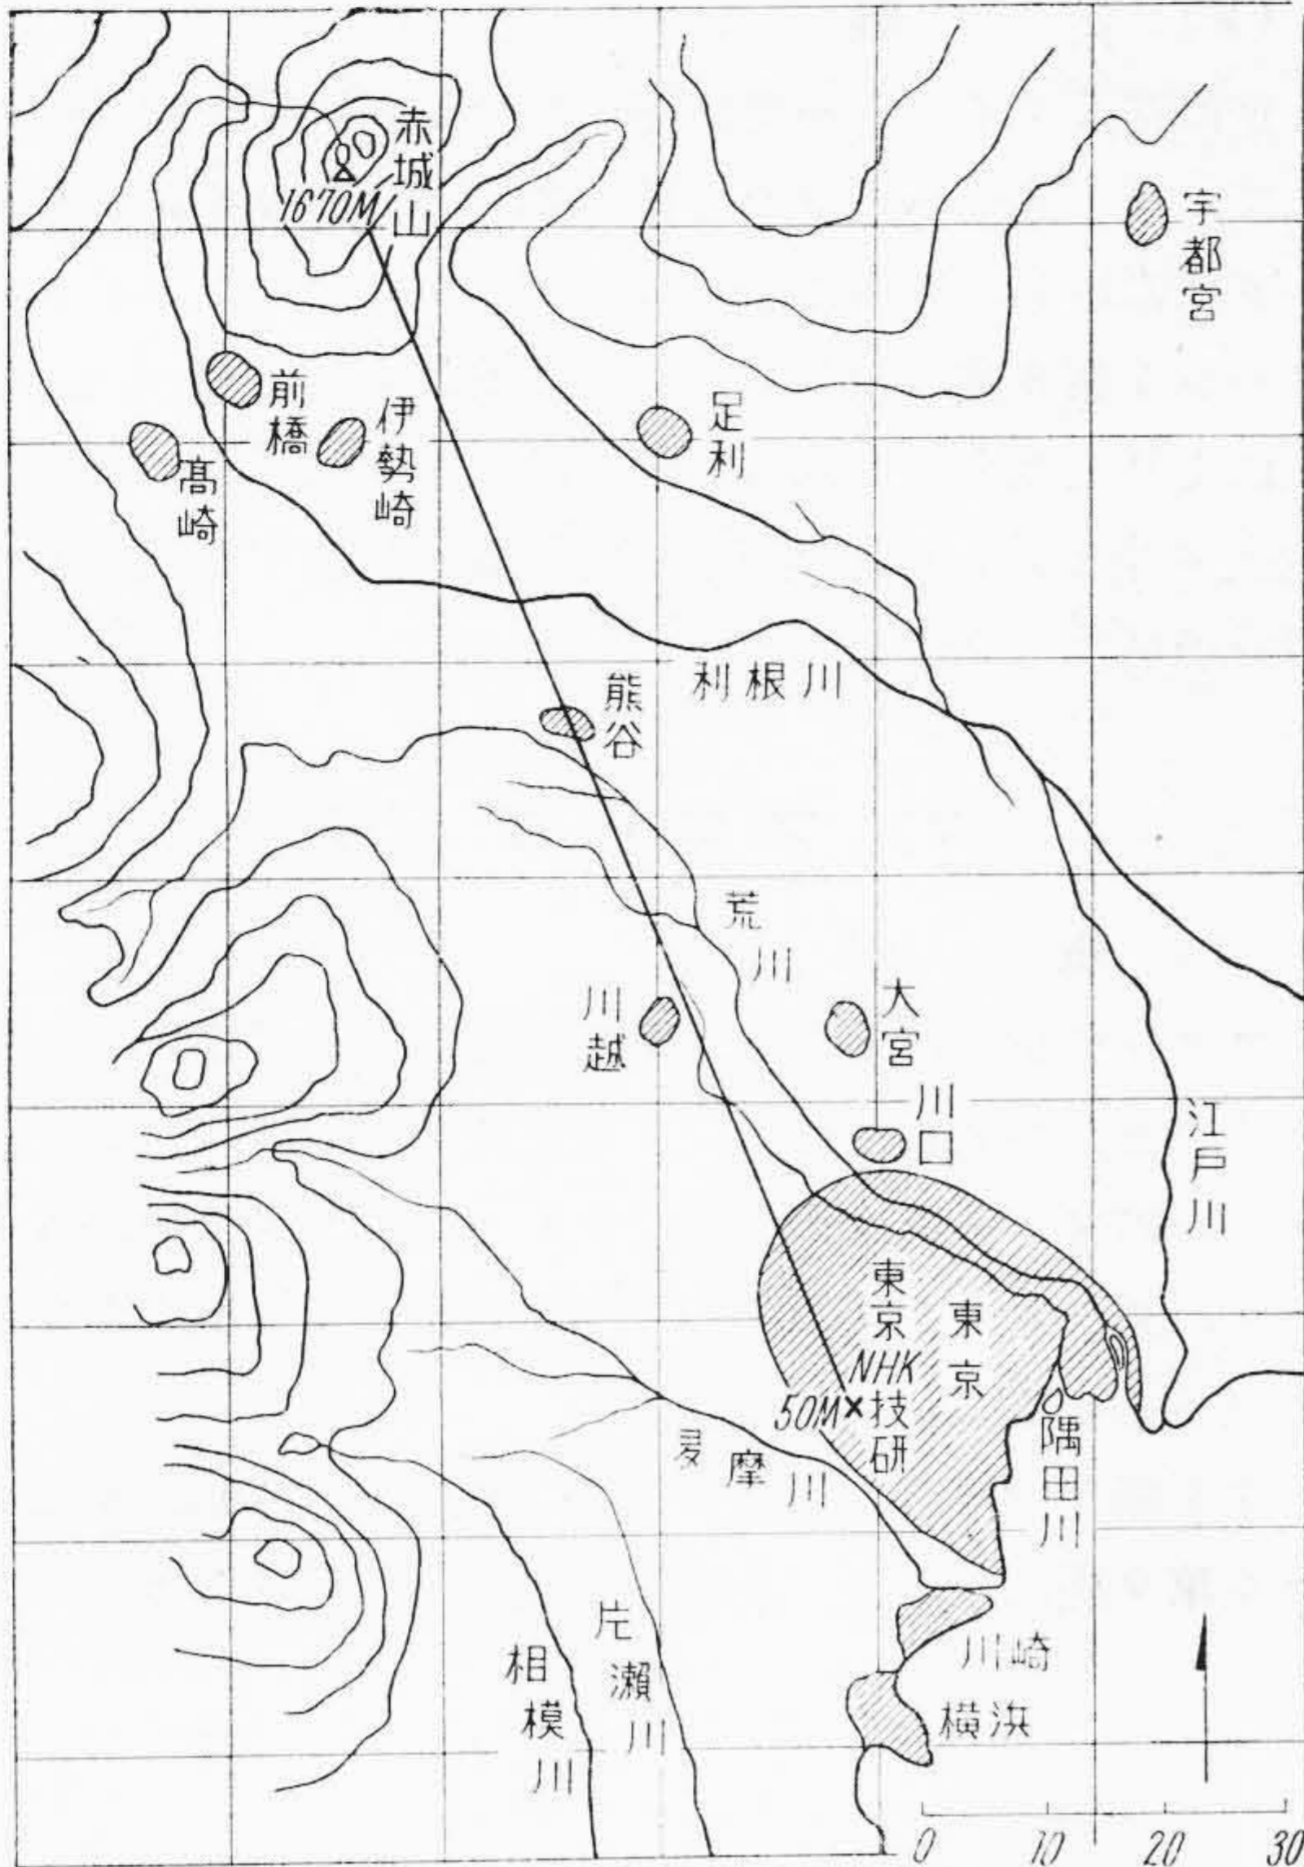 赤城山
1670M
宇都宮
前橋
伊勢崎
高崎
足利
利根川
熊谷
荒川
川越
大宮
川口
江戸川
東京
東京
NHK
技研
50M
隅田川
多摩川
川崎
横浜
片瀬川
相模川
0 10 20 30